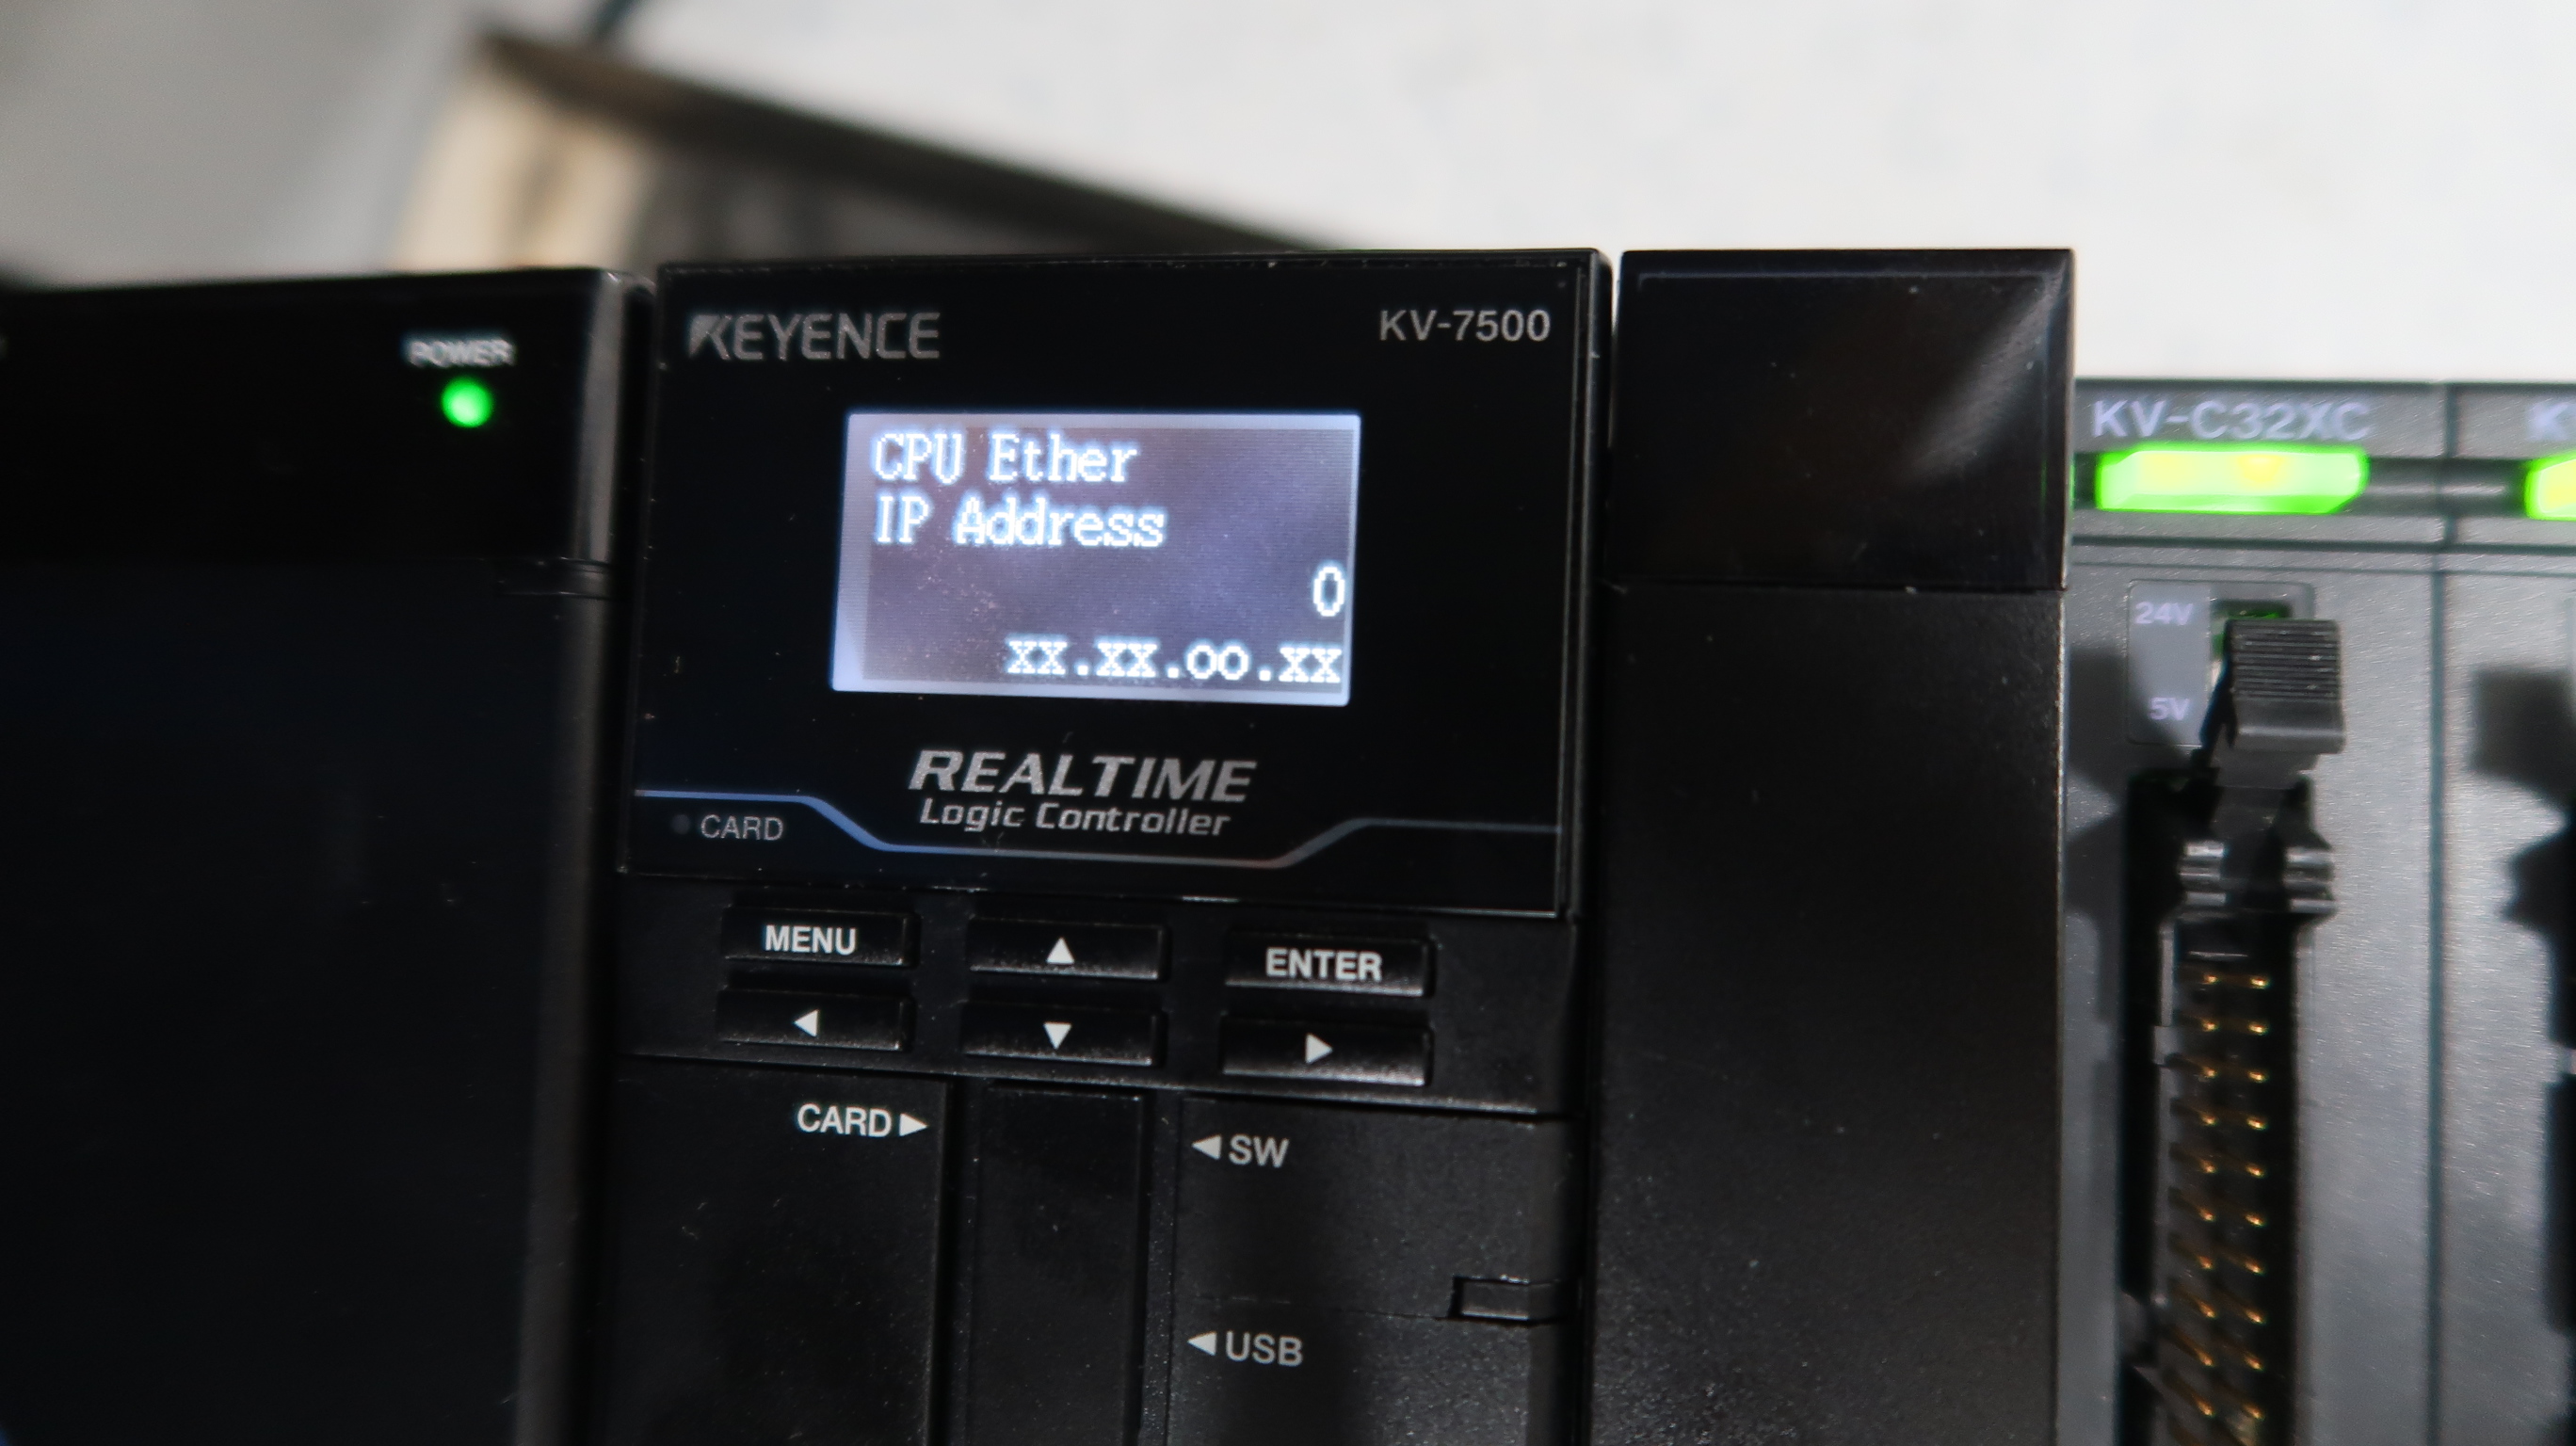 POWER
KEYENCE
KV-7500
CPU Ether
IP Address
0
xx.xx.oo.xx
REALTIME
Logic Controller
CARD
MENU
ENTER
CARD▶
◀SW
◀USB
KV-C32XC
24V
5V